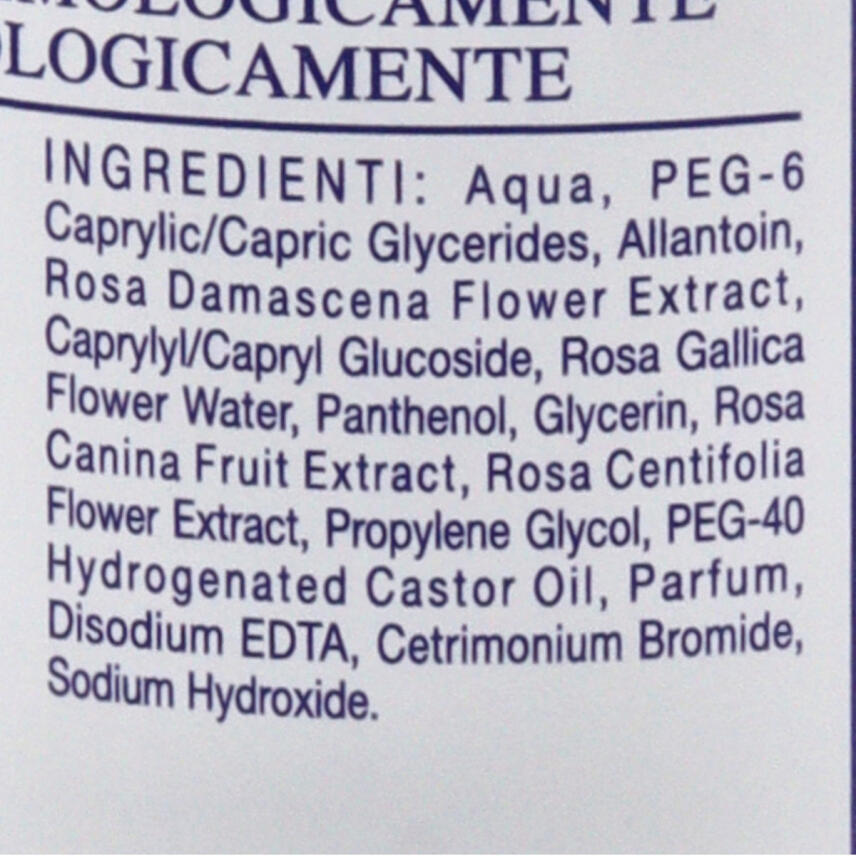 LOGICAMENTE
INGREDIENTI: Aqua, PEG-6
Caprylic/Capric Glycerides, Allantoin,
Rosa Damascena Flower Extract,
Caprylyl/Capryl Glucoside, Rosa Gallica
Flower Water, Panthenol, Glycerin, Rosa
Canina Fruit Extract, Rosa Centifolia
Flower Extract, Propylene Glycol, PEG-40
Hydrogenated Castor Oil, Parfum,
Disodium EDTA, Cetrimonium Bromide,
Sodium Hydroxide.